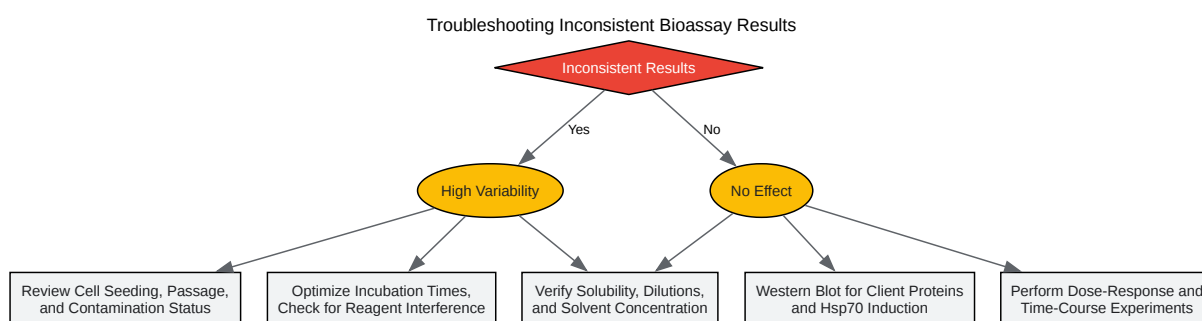 Troubleshooting Inconsistent Bioassay Results
Inconsistent Results
Yes
No
High Variability
No Effect
Review Cell Seeding, Passage,
and Contamination Status
Optimize Incubation Times,
Check for Reagent Interference
Verify Solubility, Dilutions,
and Solvent Concentration
Western Blot for Client Proteins
and Hsp70 Induction
Perform Dose-Response and
Time-Course Experiments